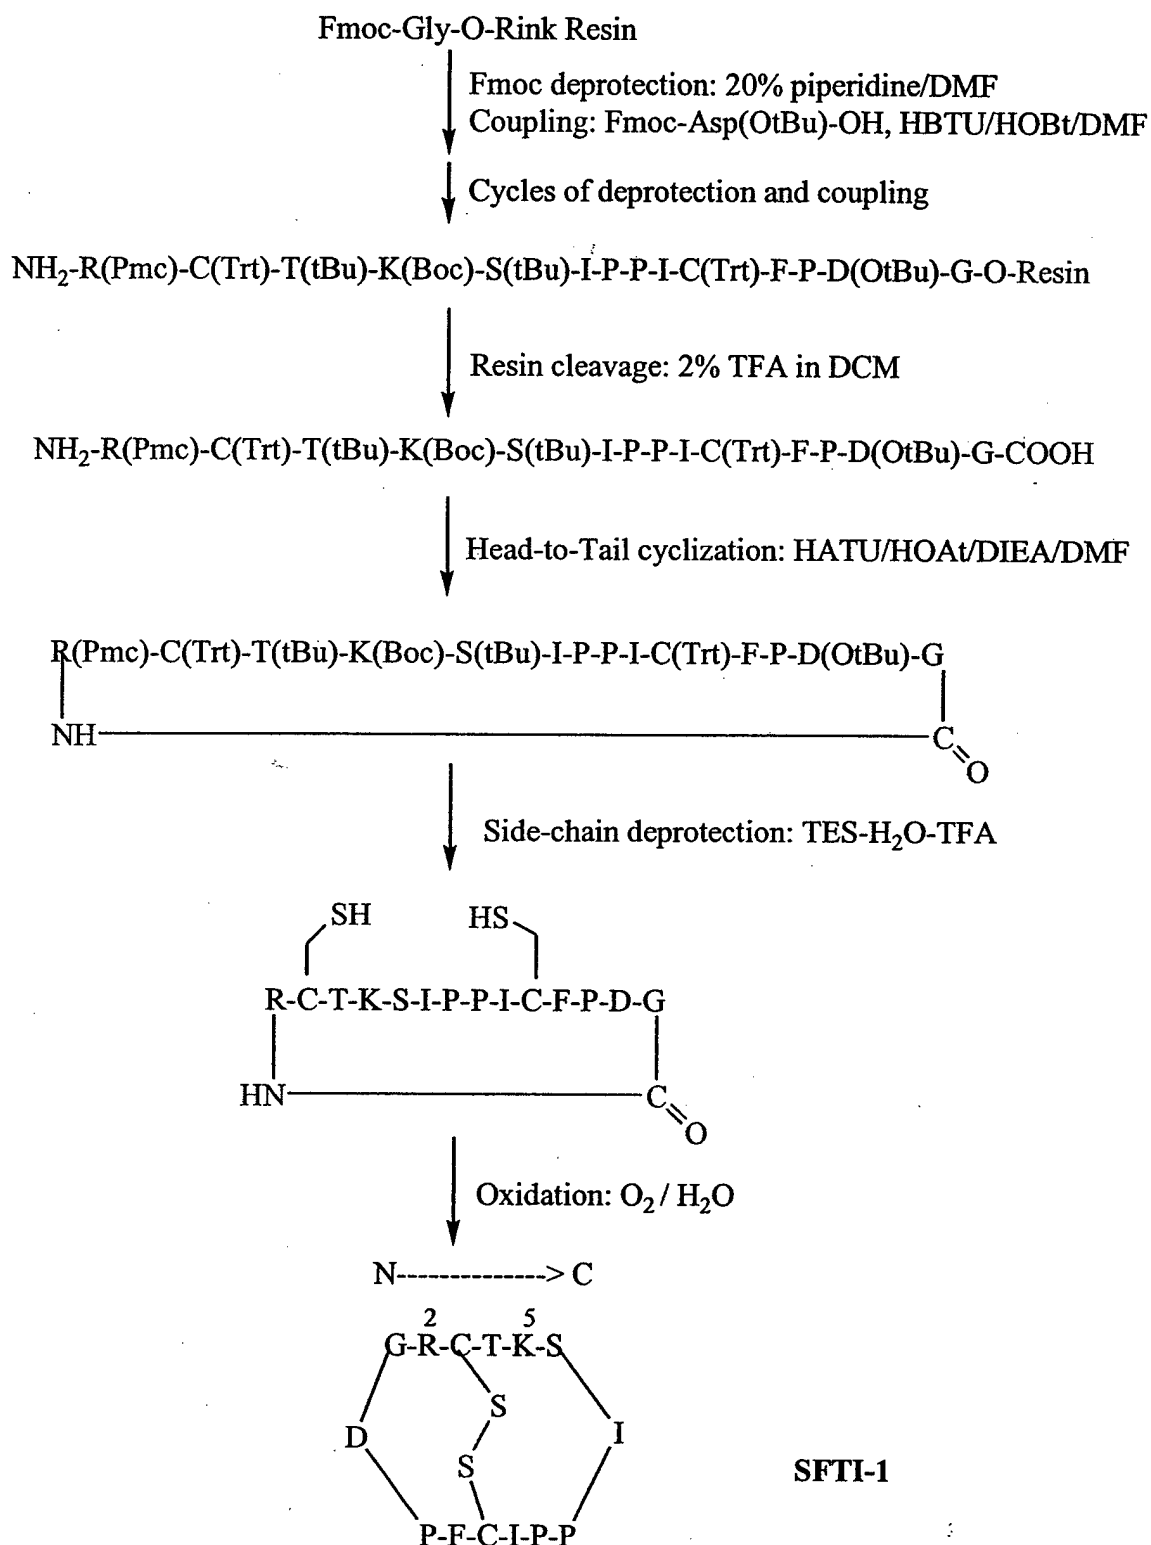 Fmoc-Gly-O-Rink Resin
Fmoc deprotection: 20% piperidine/DMF
Coupling: Fmoc-Asp(OtBu)-OH, HBTU/HOBt/DMF
Cycles of deprotection and coupling
NH2-R(Pmc)-C(Trt)-T(tBu)-K(Boc)-S(tBu)-I-P-P-I-C(Trt)-F-P-D(OtBu)-G-O-Resin
Resin cleavage: 2% TFA in DCM
NH2-R(Pmc)-C(Trt)-T(tBu)-K(Boc)-S(tBu)-I-P-P-I-C(Trt)-F-P-D(OtBu)-G-COOH
Head-to-Tail cyclization: HATU/HOAt/DIEA/DMF
R(Pmc)-C(Trt)-T(tBu)-K(Boc)-S(tBu)-I-P-P-I-C(Trt)-F-P-D(OtBu)-G
NH C
O
Side-chain deprotection: TES-H2O-TFA
SH HS
R-C-T-K-S-I-P-P-I-C-F-P-D-G
HN C
O
Oxidation: O2 / H2O
N---------------> C
2 5
G-R-C-T-K-S
S
D I
S
SFTI-1
P-F-C-I-P-P